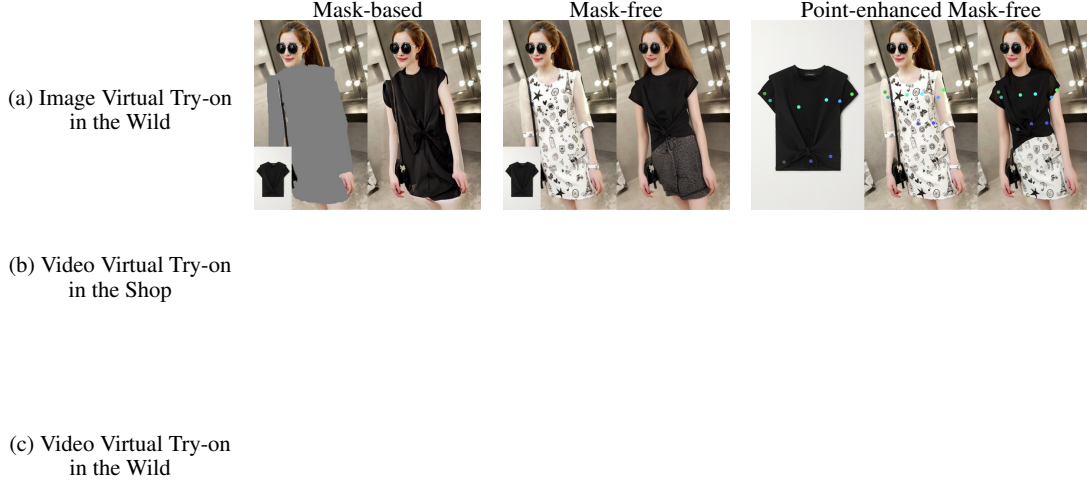 Mask-based
Mask-free
Point-enhanced Mask-free
(a) Image Virtual Try-on
in the Wild
(b) Video Virtual Try-on
in the Shop
(c) Video Virtual Try-on
in the Wild